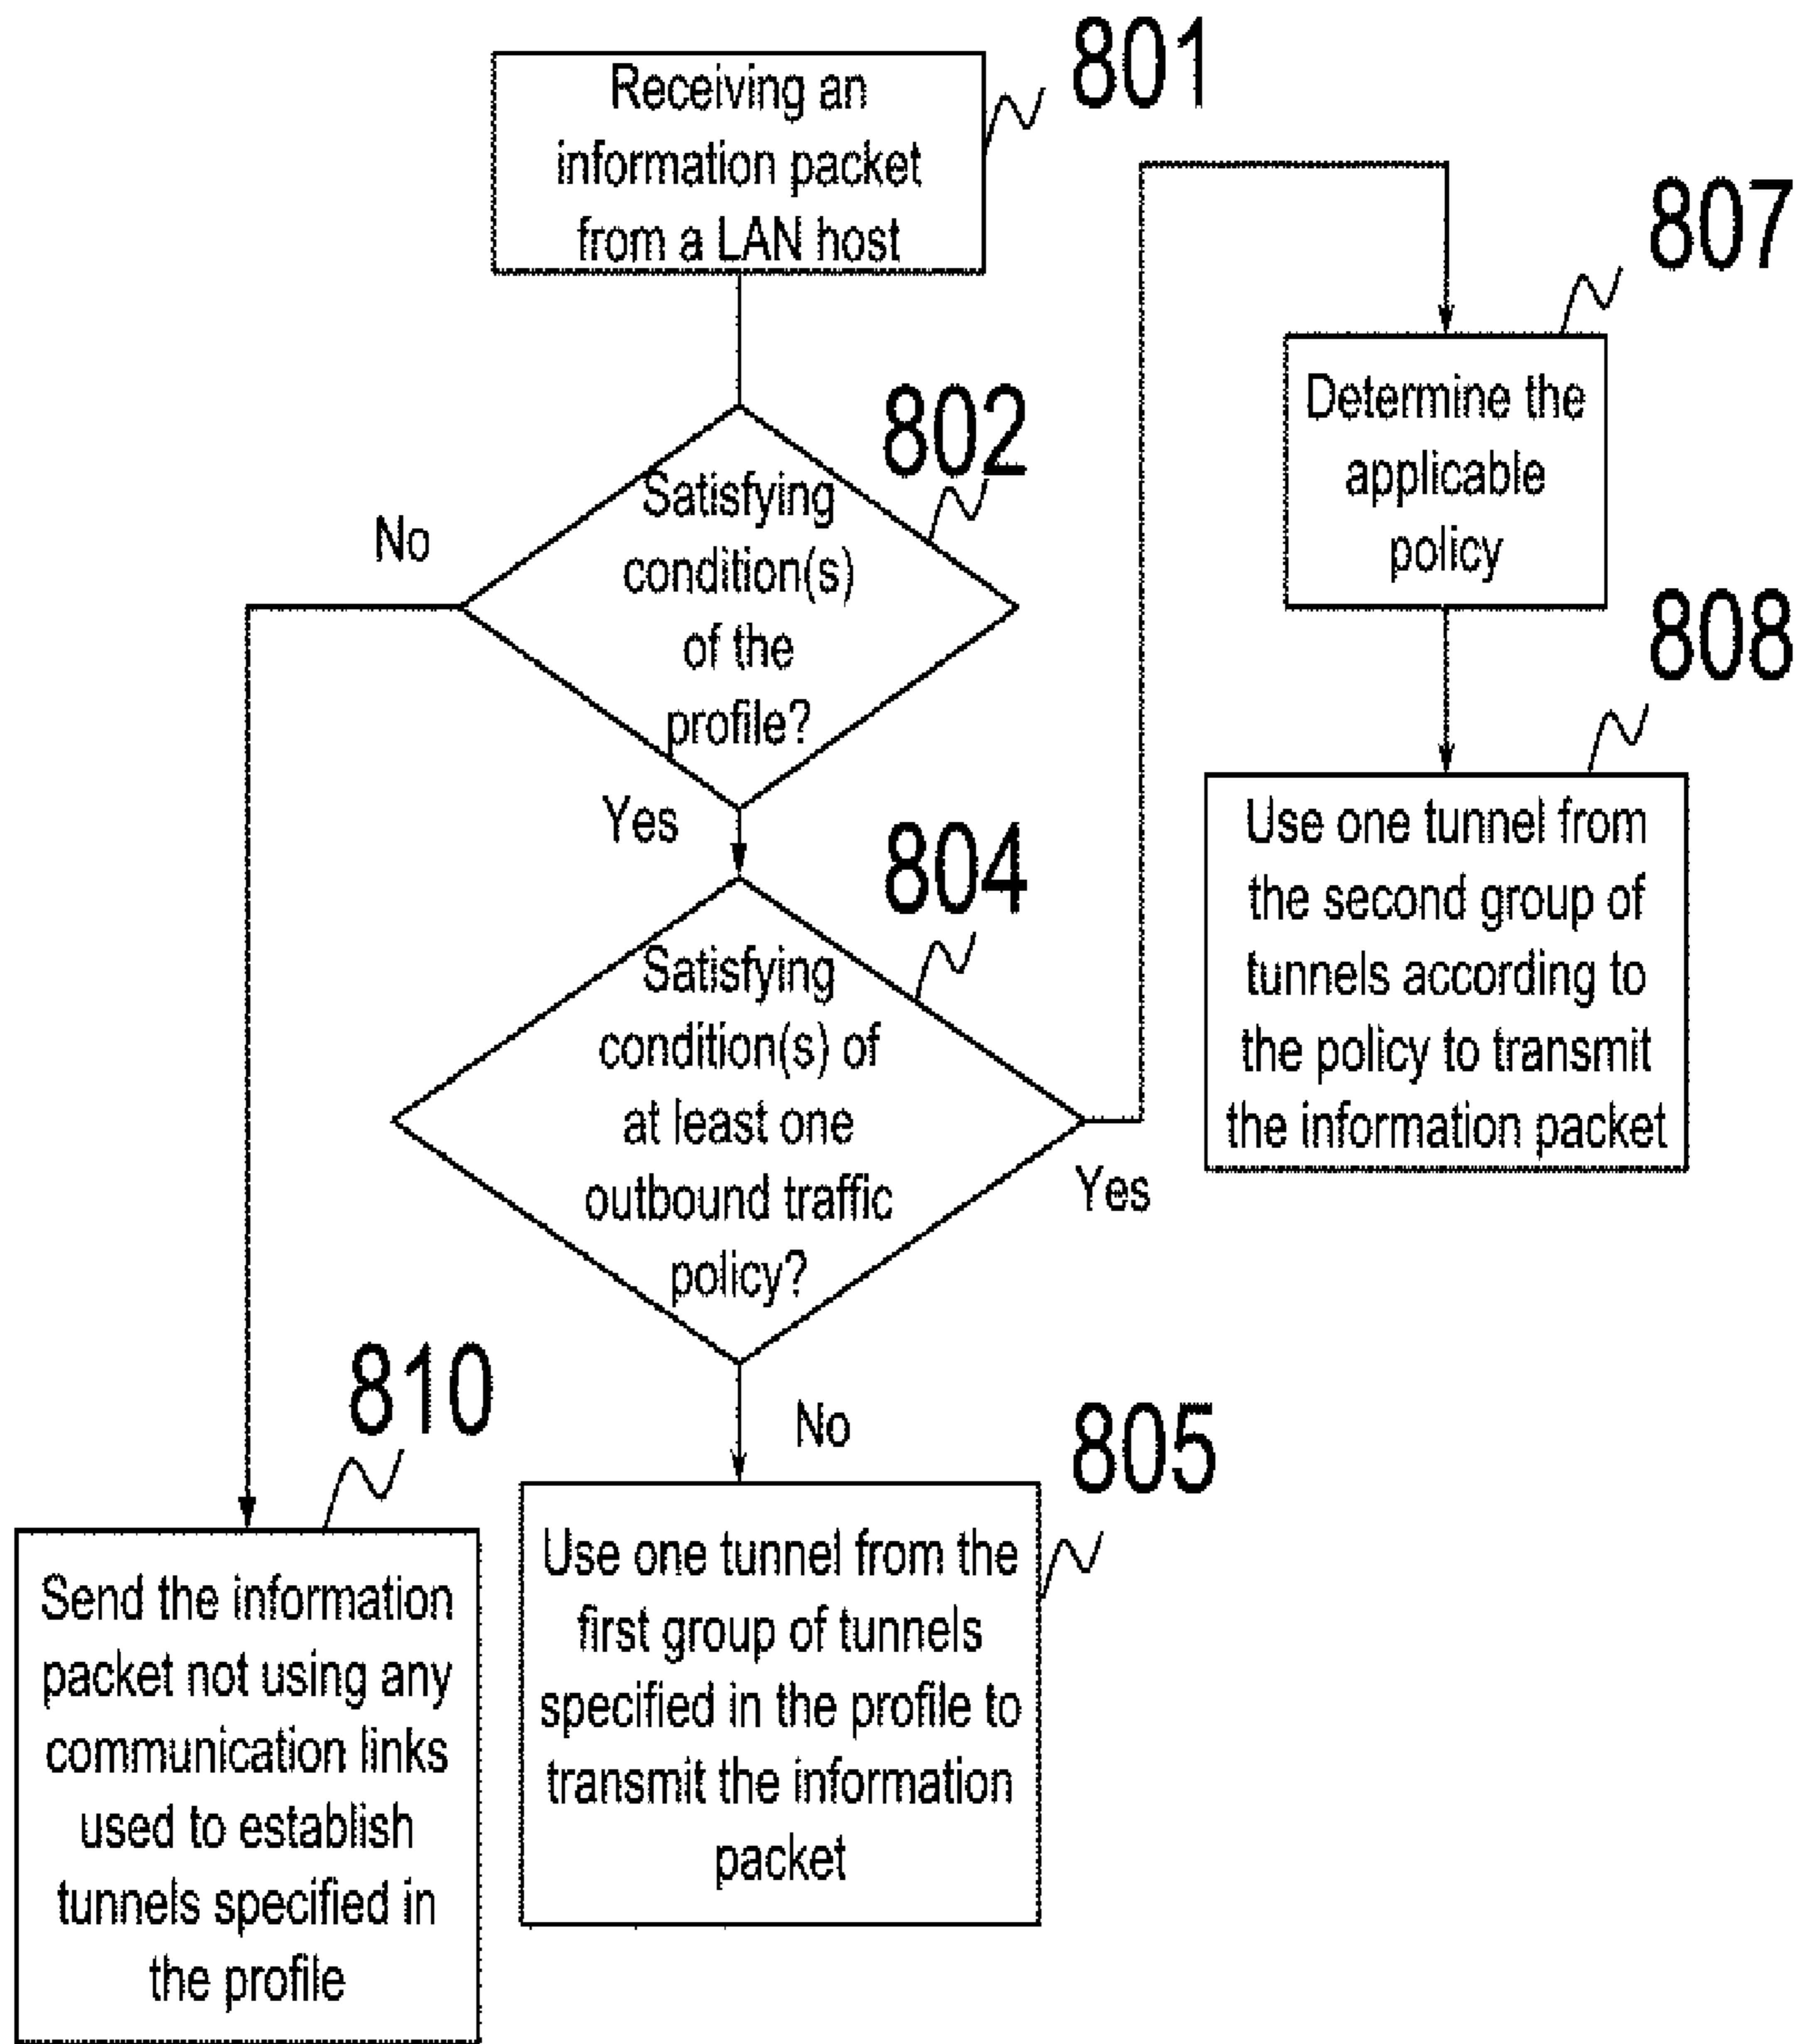 801
Receiving an
information packet
from a LAN host
802
Satisfying
condition(s)
of the
profile?
No
Yes
804
Satisfying
condition(s) of
at least one
outbound traffic
policy?
Yes
No
807
Determine the
applicable
policy
808
Use one tunnel from
the second group of
tunnels according to
the policy to transmit
the information packet
805
Use one tunnel from the
first group of tunnels
specified in the profile to
transmit the information
packet
810
Send the information
packet not using any
communication links
used to establish
tunnels specified in
the profile